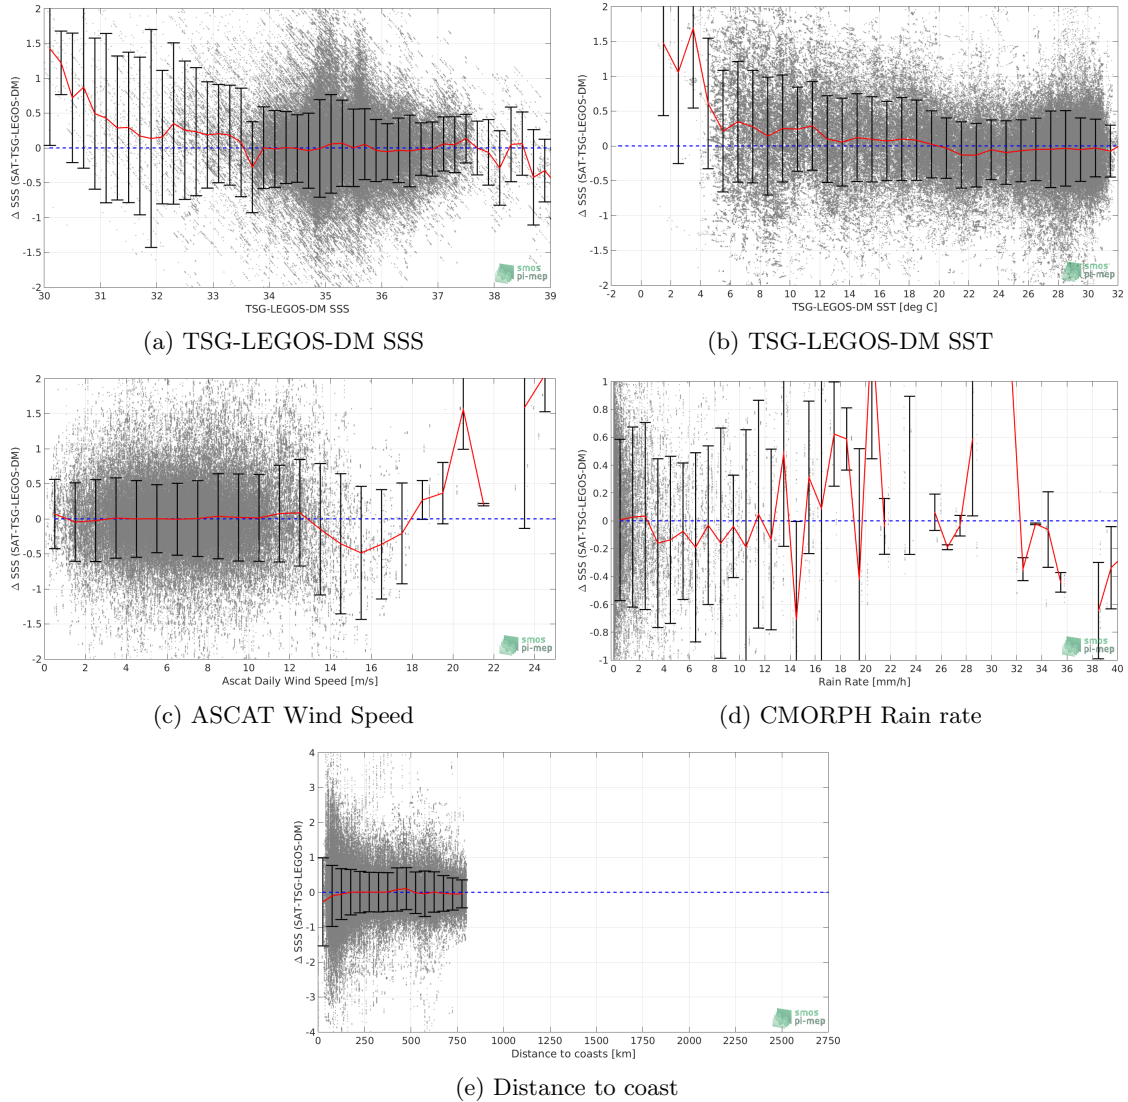 2
1.5
1
0.5
0
-0.5
-1
-1.5
-2
Δ SSS (SAT-TSG-LEGOS-DM)
30 31 32 33 34 35 36 37 38 39
TSG-LEGOS-DM SSS
smos
pi-mep
(a) TSG-LEGOS-DM SSS
2
1.5
1
0.5
0
-0.5
-1
-1.5
-2
Δ SSS (SAT-TSG-LEGOS-DM)
-2 0 2 4 6 8 10 12 14 16 18 20 22 24 26 28 30 32
TSG-LEGOS-DM SST [deg C]
smos
pi-mep
(b) TSG-LEGOS-DM SST
2
1.5
1
0.5
0
-0.5
-1
-1.5
-2
Δ SSS (SAT-TSG-LEGOS-DM)
0 2 4 6 8 10 12 14 16 18 20 22 24
Ascat Daily Wind Speed [m/s]
smos
pi-mep
(c) ASCAT Wind Speed
1
0.8
0.6
0.4
0.2
0
-0.2
-0.4
-0.6
-0.8
-1
Δ SSS (SAT-TSG-LEGOS-DM)
0 2 4 6 8 10 12 14 16 18 20 22 24 26 28 30 32 34 36 38 40
Rain Rate [mm/h]
smos
pi-mep
(d) CMORPH Rain rate
4
3
2
1
0
-1
-2
-3
-4
Δ SSS (SAT-TSG-LEGOS-DM)
0 250 500 750 1000 1250 1500 1750 2000 2250 2500 2750
Distance to coasts [km]
smos
pi-mep
(e) Distance to coast